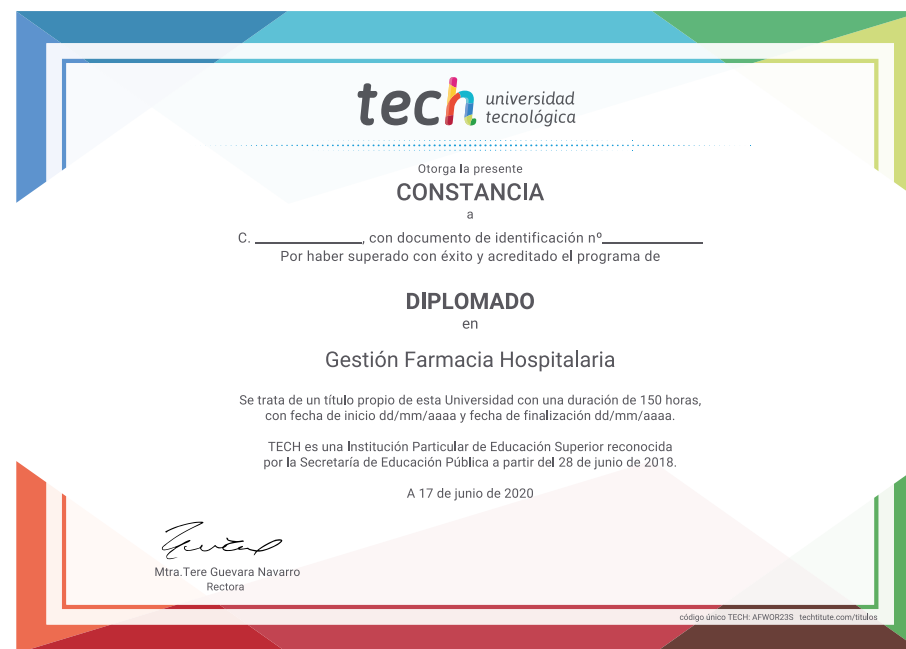 tech universidad
tecnológica
Otorga la presente
CONSTANCIA
a
C. ____________, con documento de identificación nº____________
Por haber superado con éxito y acreditado el programa de
DIPLOMADO
en
Gestión Farmacia Hospitalaria
Se trata de un título propio de esta Universidad con una duración de 150 horas,
con fecha de inicio dd/mm/aaaa y fecha de finalización dd/mm/aaaa.
TECH es una Institución Particular de Educación Superior reconocida
por la Secretaría de Educación Pública a partir del 28 de junio de 2018.
A 17 de junio de 2020
Mtra.Tere Guevara Navarro
Rectora
código único TECH: AFWOR23S techtitute.com/titulos